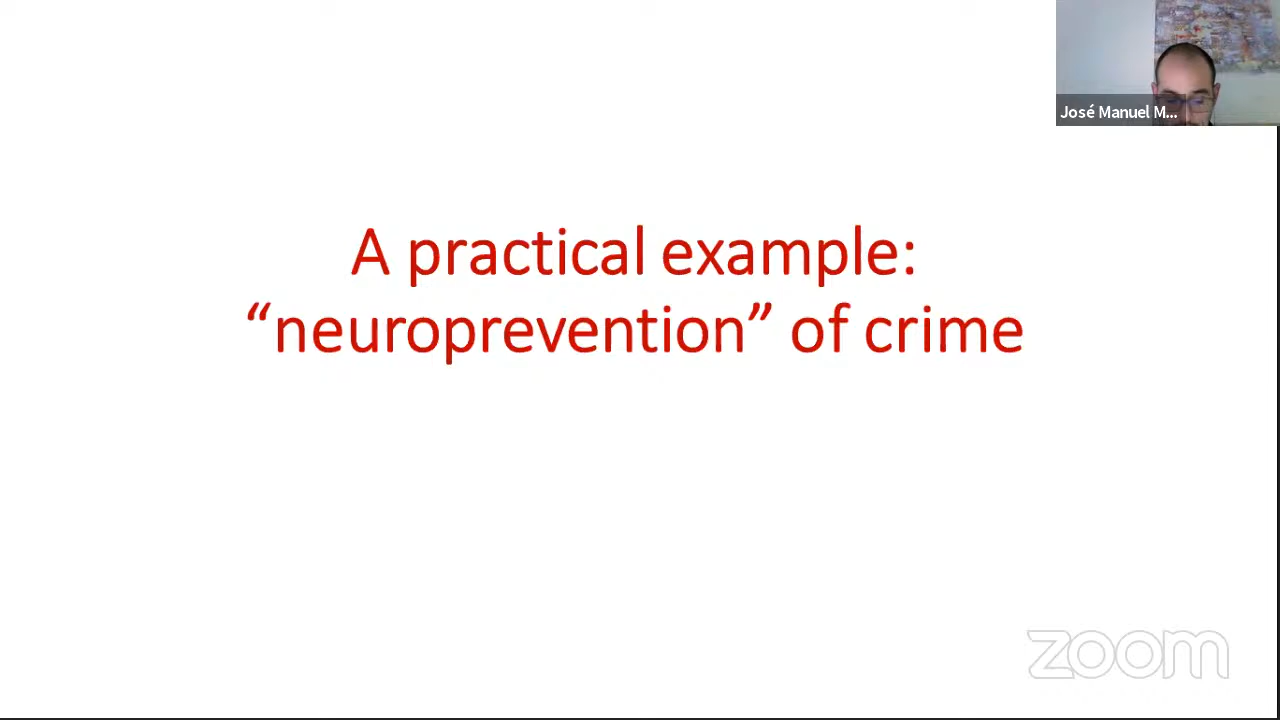 José Manuel M...
A practical example:
“neuroprevention” of crime
zoom